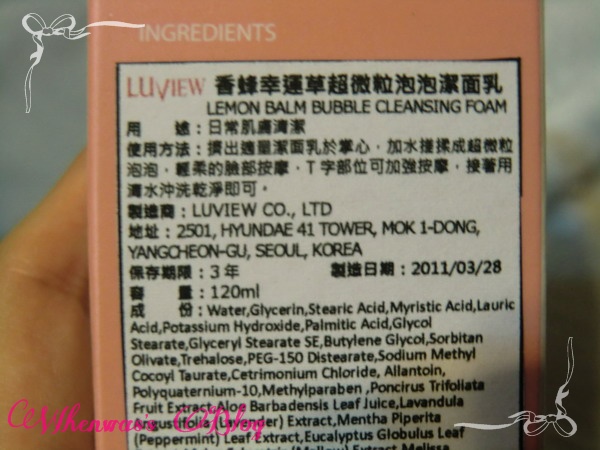 INGREDIENTS
LUVIEW 香蜂幸運草超微粒泡泡潔面乳
LEMON BALM BUBBLE CLEANSING FOAM
用 途：日常肌膚清潔
使用方法：擠出適量潔面乳於掌心，加水搓揉成超微粒
泡泡，輕柔的臉部按摩，T字部位可加強按摩，接著用
清水沖洗乾淨即可。
製造商：LUVIEW CO., LTD
地址：2501, HYUNDAE 41 TOWER, MOK 1-DONG,
YANGCHEON-GU, SEOUL, KOREA
保存期限：3年 製造日期：2011/03/28
容 量：120ml
成 份：Water,Glycerin,Stearic Acid,Myristic Acid,Lauric
Acid,Potassium Hydroxide,Palmitic Acid,Glycol
Stearate,Glyceryl Stearate SE,Butylene Glycol,Sorbitan
Olivate,Trehalose,PEG-150 Distearate,Sodium Methyl
Cocoyl Taurate,Cetrimonium Chloride, Allantoin,
Polyquaternium-10,Methylparaben ,Poncirus Trifoliata
Fruit Extract,Aloe Barbadensis Leaf Juice,Lavandula
Angustifolia (Lavender) Extract,Mentha Piperita
(Peppermint) Leaf Extract,Eucalyptus Globulus Leaf
Blog